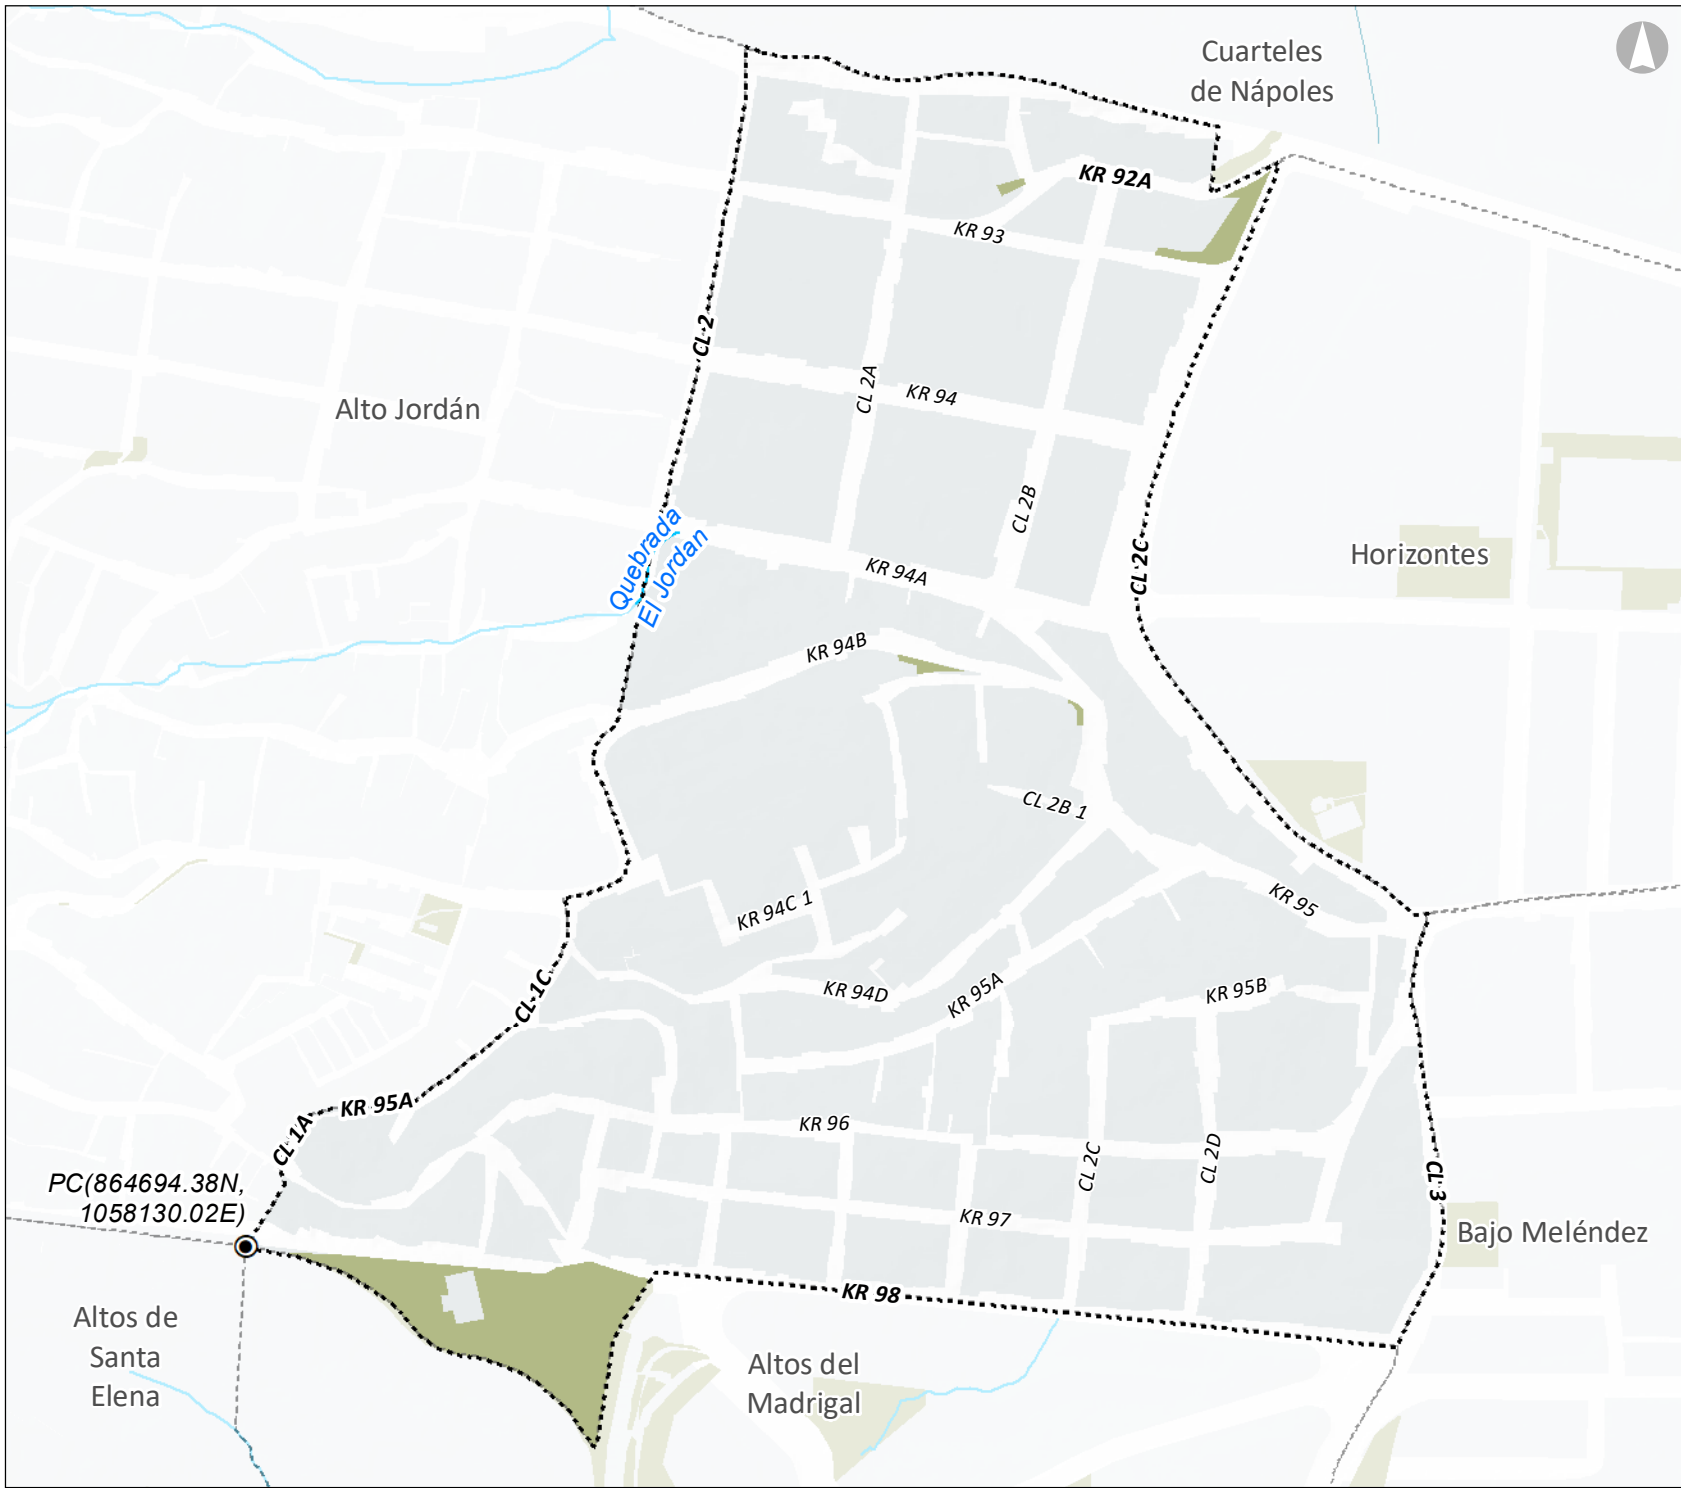 Cuarteles
de Nápoles
KR 92A
KR 93
CL 2
CL 2A
KR 94
Alto Jordán
CL 2B
Quebrada
El Jordan
CL 2C
Horizontes
KR 94A
KR 94B
CL 2B 1
KR 94C 1
KR 95
KR 94D
KR 95A
KR 95B
CL 1C
KR 95A
CL 1A
KR 96
CL 2C
CL 2D
CL 3
PC(864694.38N,
1058130.02E)
KR 97
Bajo Meléndez
KR 98
Altos de
Santa
Elena
Altos del
Madrigal